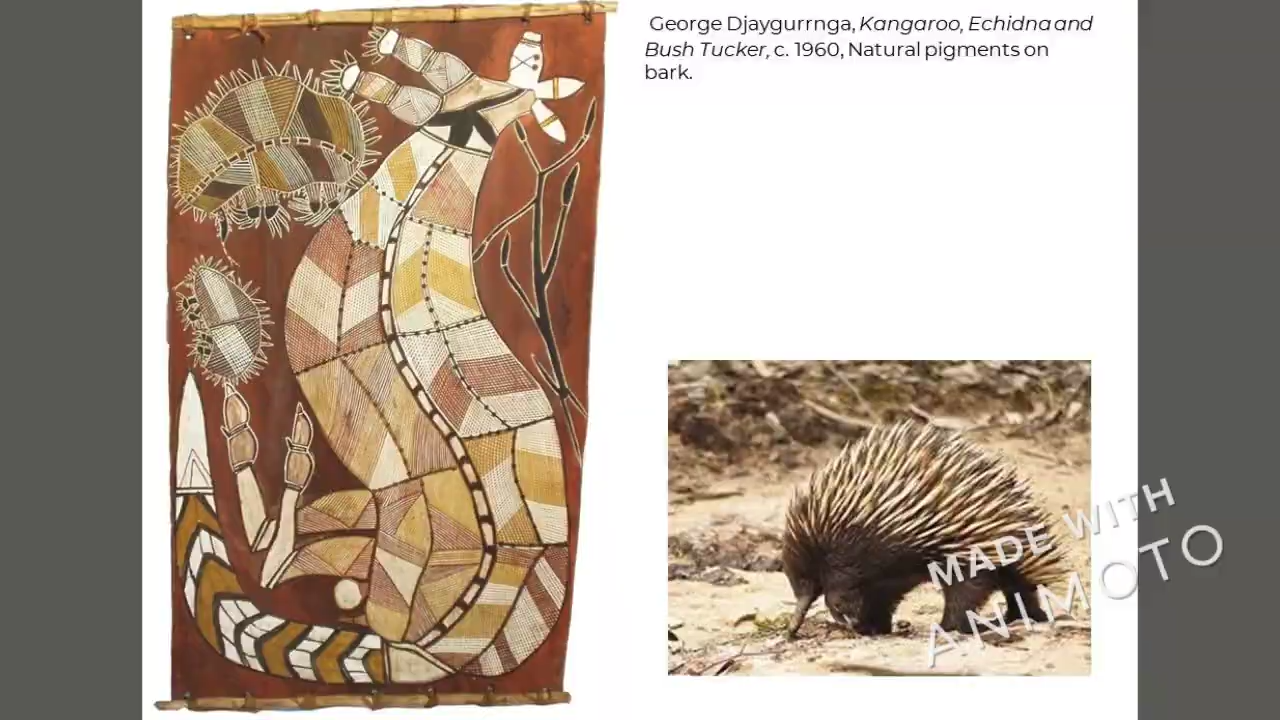 George Djaygurrnga, Kangaroo, Echidna and
Bush Tucker, c. 1960, Natural pigments on
bark.
MADE WITH
ANIMOTO